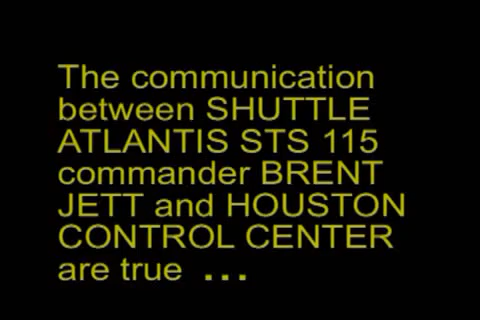 The communication
between SHUTTLE
ATLANTIS STS 115
commander BRENT
JETT and HOUSTON
CONTROL CENTER
are true ...